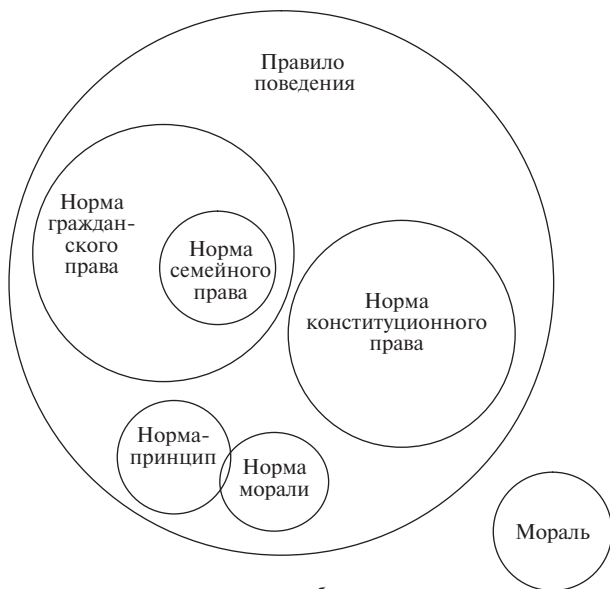 Правило
поведения
Норма
граждан-
ского
права
Норма
семейного
права
Норма
конституционного
права
Норма-
принцип
Норма
морали
Мораль